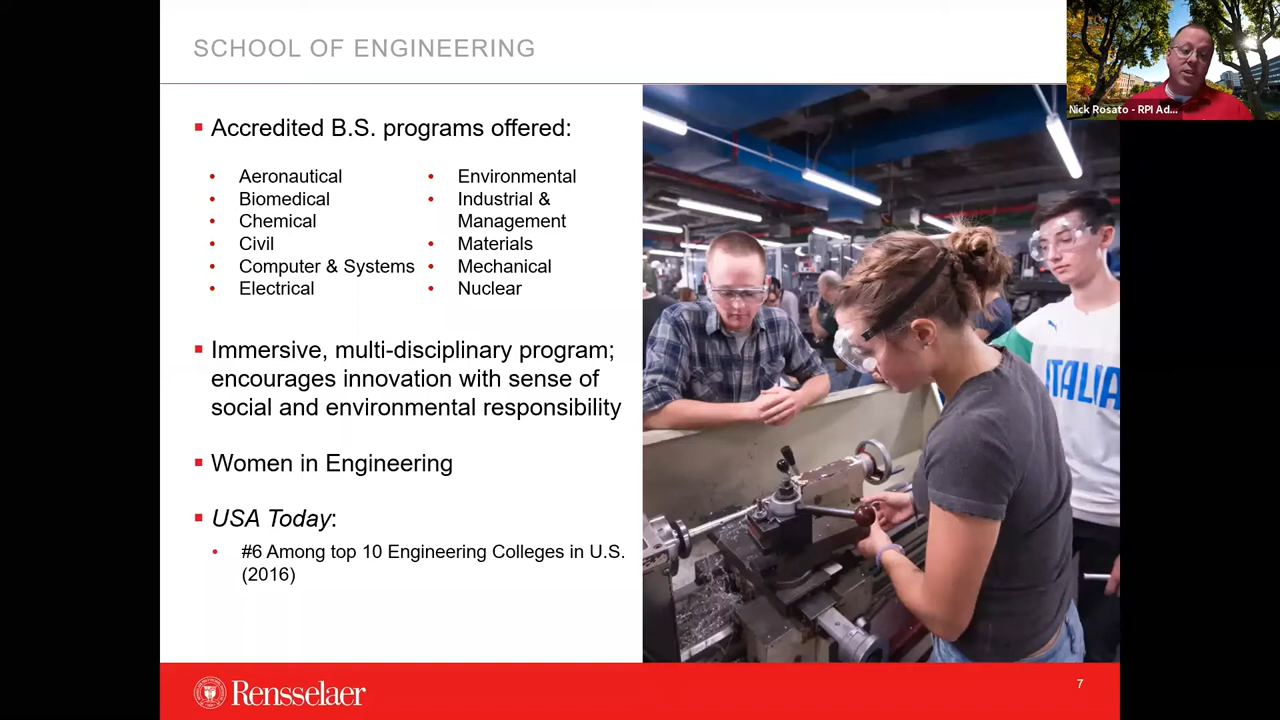 SCHOOL OF ENGINEERING
Nick Rosato - RPI Ad...
▪ Accredited B.S. programs offered:
• Aeronautical
• Biomedical
• Chemical
• Civil
• Computer & Systems
• Electrical
• Environmental
• Industrial &
Management
• Materials
• Mechanical
• Nuclear
▪ Immersive, multi-disciplinary program;
encourages innovation with sense of
social and environmental responsibility
▪ Women in Engineering
▪ USA Today:
• #6 Among top 10 Engineering Colleges in U.S.
(2016)
ITALIA
Rensselaer
7